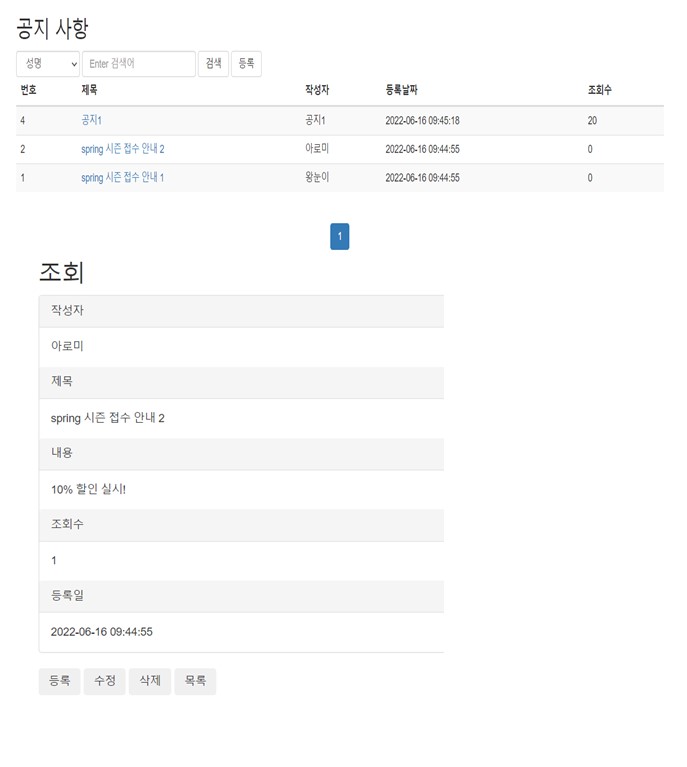 공지 사항
성명 Enter 검색어 검색 등록
번호 제목 작성자 등록날짜 조회수
4 공지1 공지1 2022-06-16 09:45:18 20
2 spring 시즌 접수 안내 2 아로미 2022-06-16 09:44:55 0
1 spring 시즌 접수 안내 1 왕눈이 2022-06-16 09:44:55 0
1
조회
작성자
아로미
제목
spring 시즌 접수 안내 2
내용
10% 할인 실시!
조회수
1
등록일
2022-06-16 09:44:55
등록 수정 삭제 목록